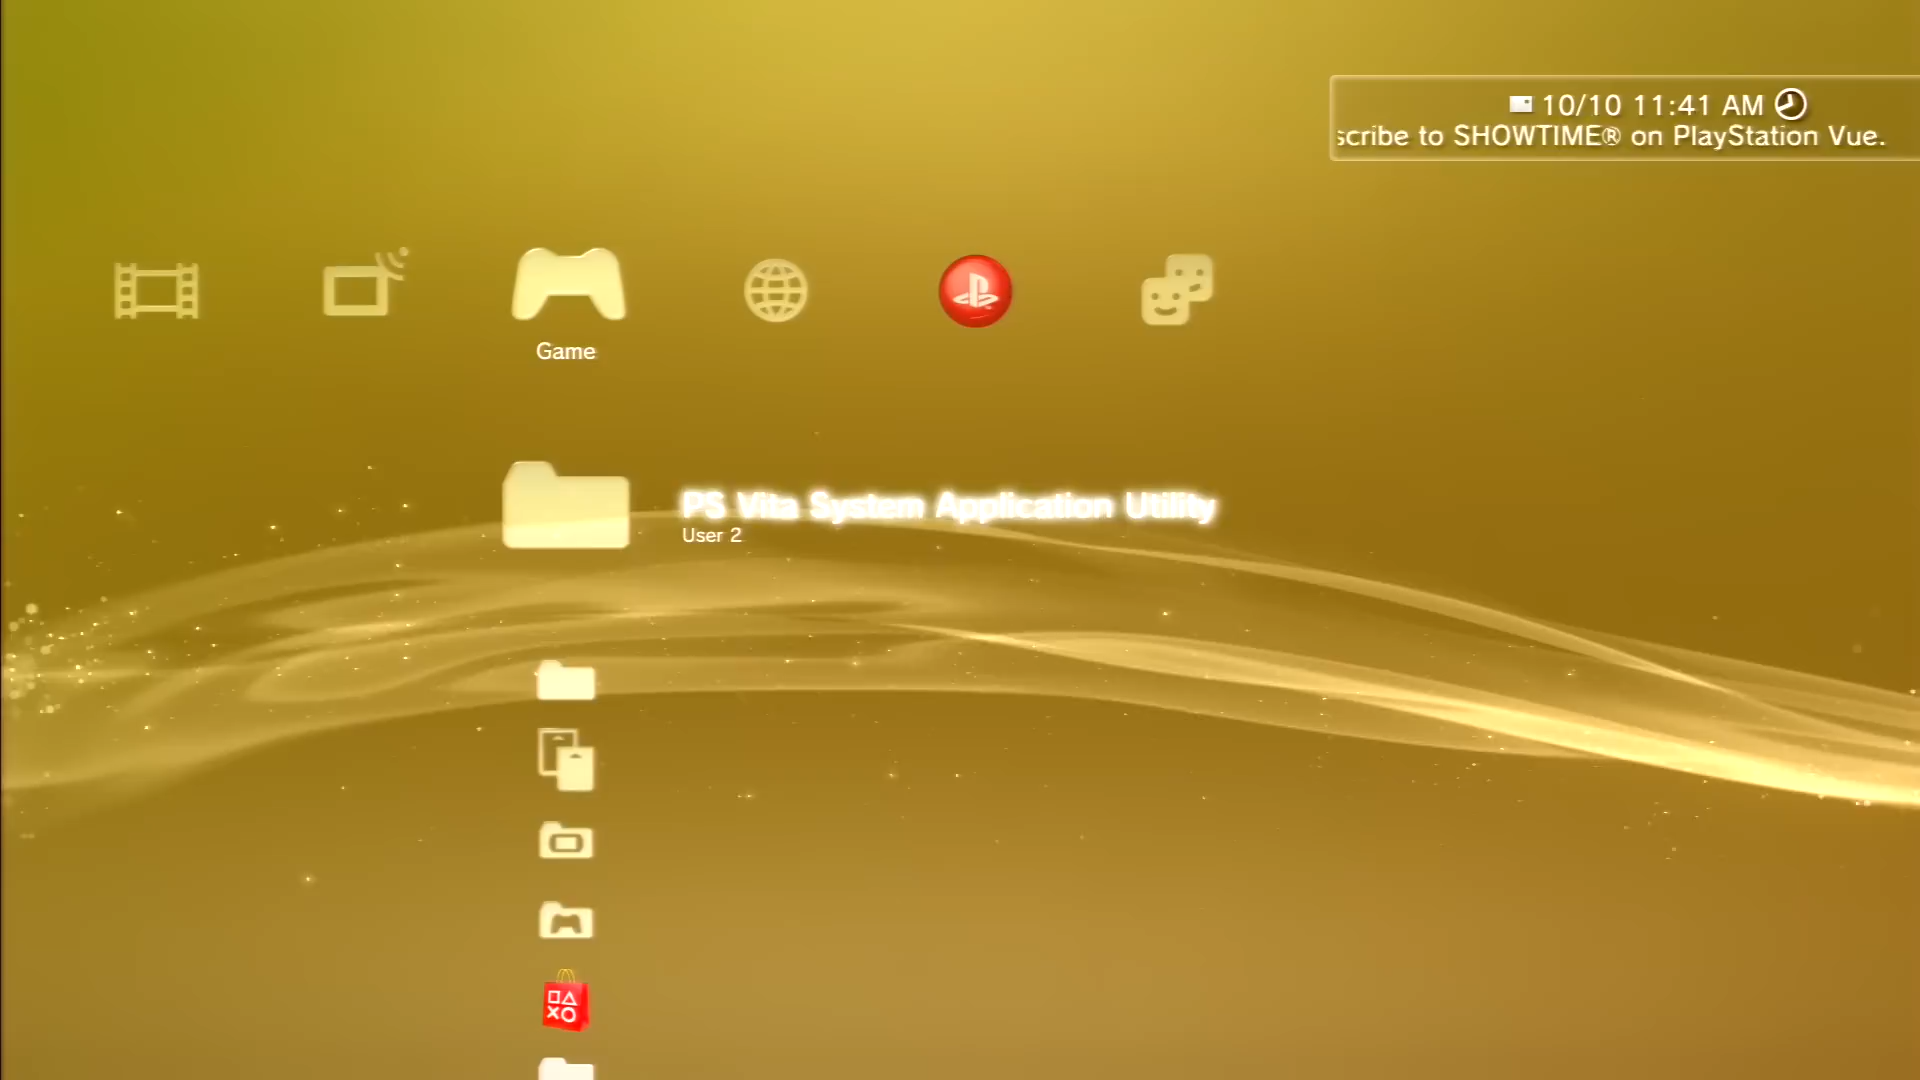 10/10 11:41 AM
scribe to SHOWTIME® on PlayStation Vue.
Game
PS Vita System Application Utility
User 2